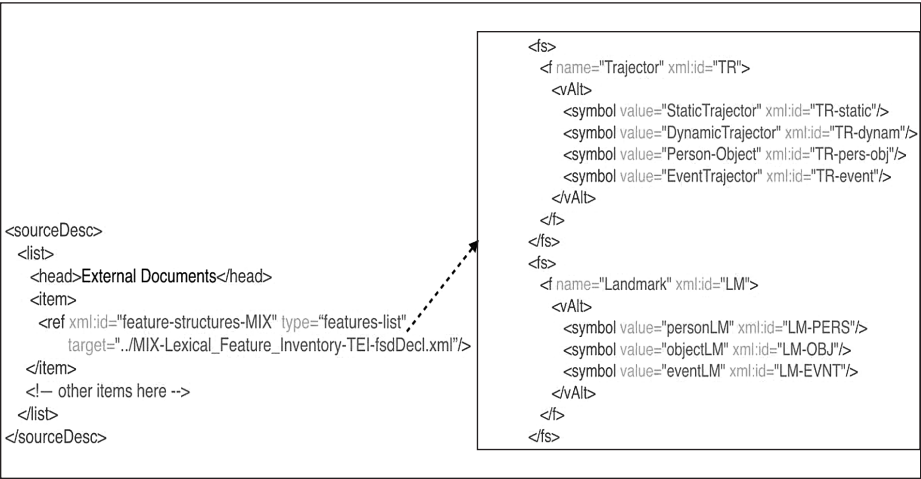 <sourceDesc>
<list>
<head>External Documents</head>
<item>
<ref xml:id="feature-structures-MIX" type=“features-list"
target="../MIX-Lexical_Feature_Inventory-TEI-fsdDecl.xml”/>
</item>
<!– other items here -->
</list>
</sourceDesc>
<fs>
<f name="Trajector" xml:id="TR">
<vAlt>
<symbol value="StaticTrajector" xml:id="TR-static"/>
<symbol value="DynamicTrajector" xml:id="TR-dynam"/>
<symbol value="Person-Object" xml:id="TR-pers-obj"/>
<symbol value="EventTrajector" xml:id="TR-event"/>
</vAlt>
</f>
</fs>
<fs>
<f name="Landmark" xml:id="LM">
<vAlt>
<symbol value="personLM" xml:id="LM-PERS"/>
<symbol value="objectLM" xml:id="LM-OBJ"/>
<symbol value="eventLM" xml:id="LM-EVNT"/>
</vAlt>
</f>
</fs>